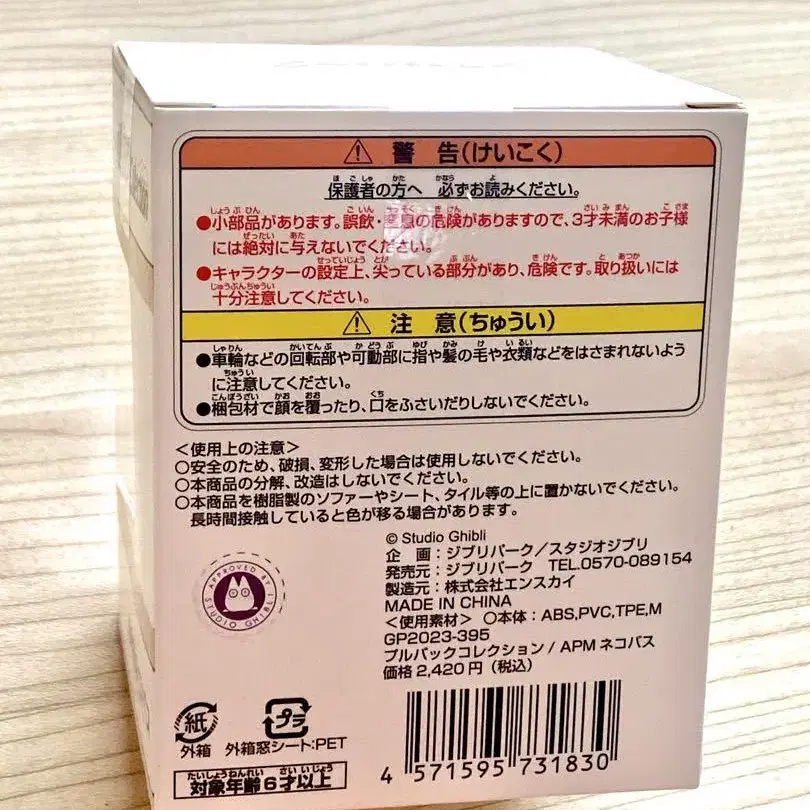 ⚠ 警 告(けいこく)
保護者の方へ 必ずお読みください。
●小部品があります。誤飲・窒息の危険がありますので、3才未満のお子様
には絶対に与えないでください。
●キャラクターの設定上、尖っている部分があり、危険です。取り扱いには
十分注意してください。
⚠ 注 意(ちゅうい)
●車輪などの回転部や可動部に指や髪の毛や衣類などをはさまれないよう
に注意してください。
●梱包材で顔を覆ったり、口をふさいだりしないでください。
<使用上の注意>
○安全のため、破損、変形した場合は使用しないでください。
○本商品の分解、改造はしないでください。
○本商品を樹脂製のソファーやシート、タイル等の上に置かないでください。
長時間接触していると色が移る場合があります。
© Studio Ghibli
企 画:ジブリパーク/スタジオジブリ
発売元:ジブリパーク TEL.0570-089154
製造元:株式会社エンスカイ
MADE IN CHINA
<使用素材> ○本体:ABS,PVC,TPE,M
GP2023-395
プルバックコレクション/APM ネコバス
価格2,420円(税込)
APPROVED BY STUDIO GHIBLI
紙
外箱
プラ
外箱窓シート:PET
対象年齢6才以上
4 571595 731830